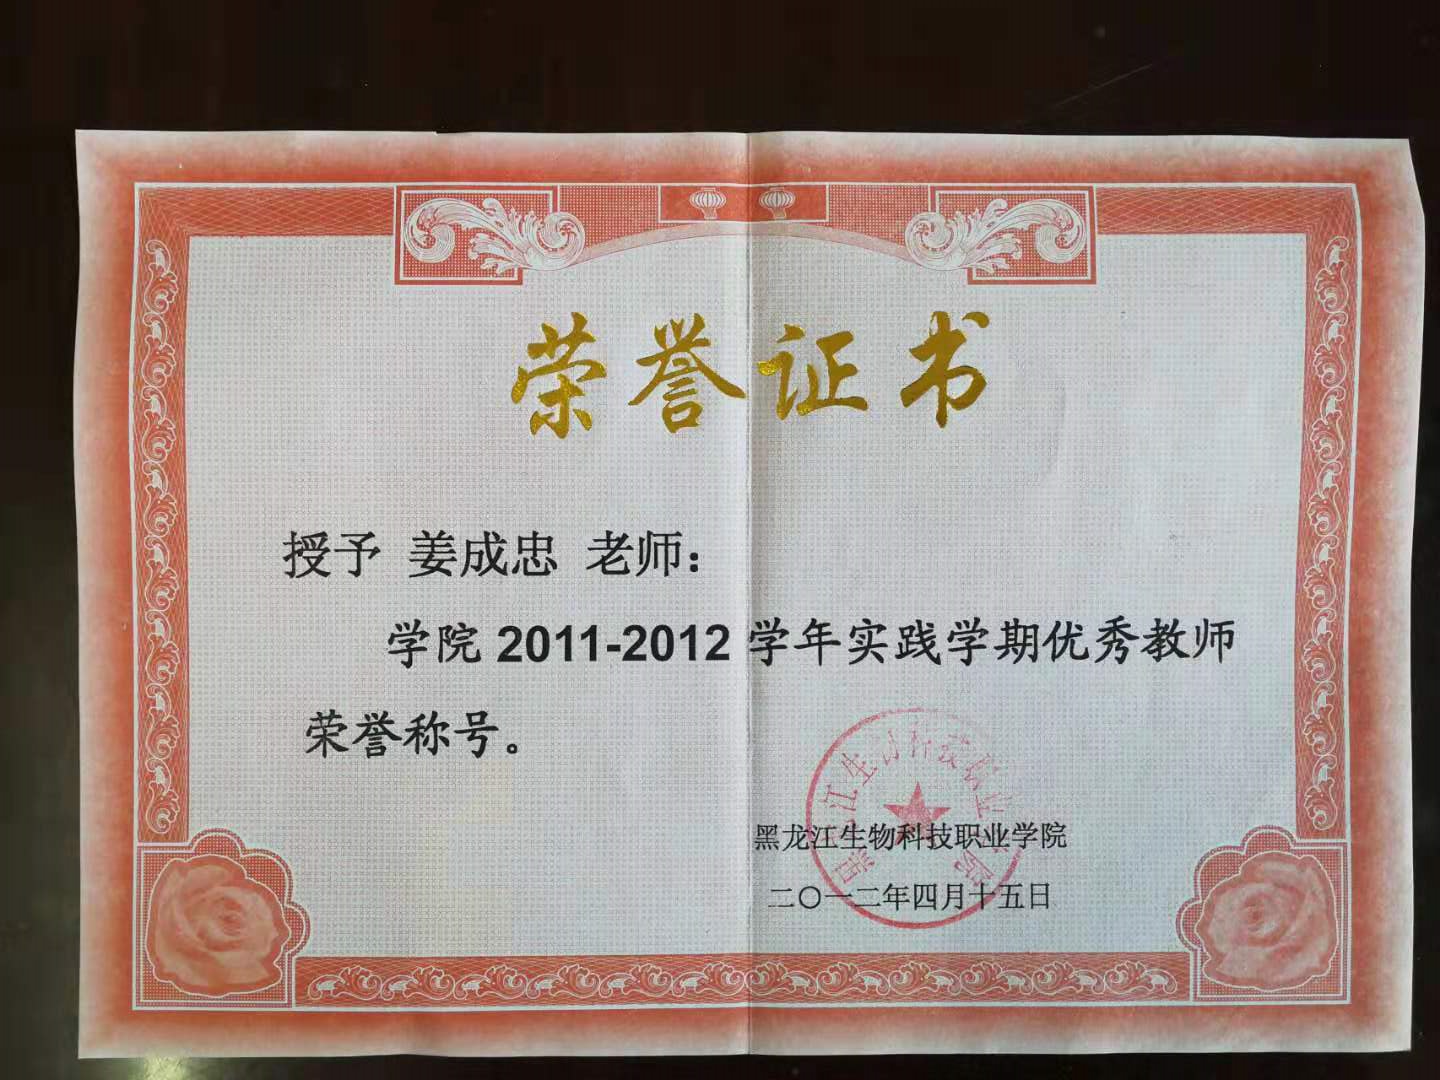 荣誉证书
授予 姜成忠 老师：
学院 2011-2012 学年实践学期优秀教师
荣誉称号。
黑龙江生物科技职业学院
二〇一二年四月十五日